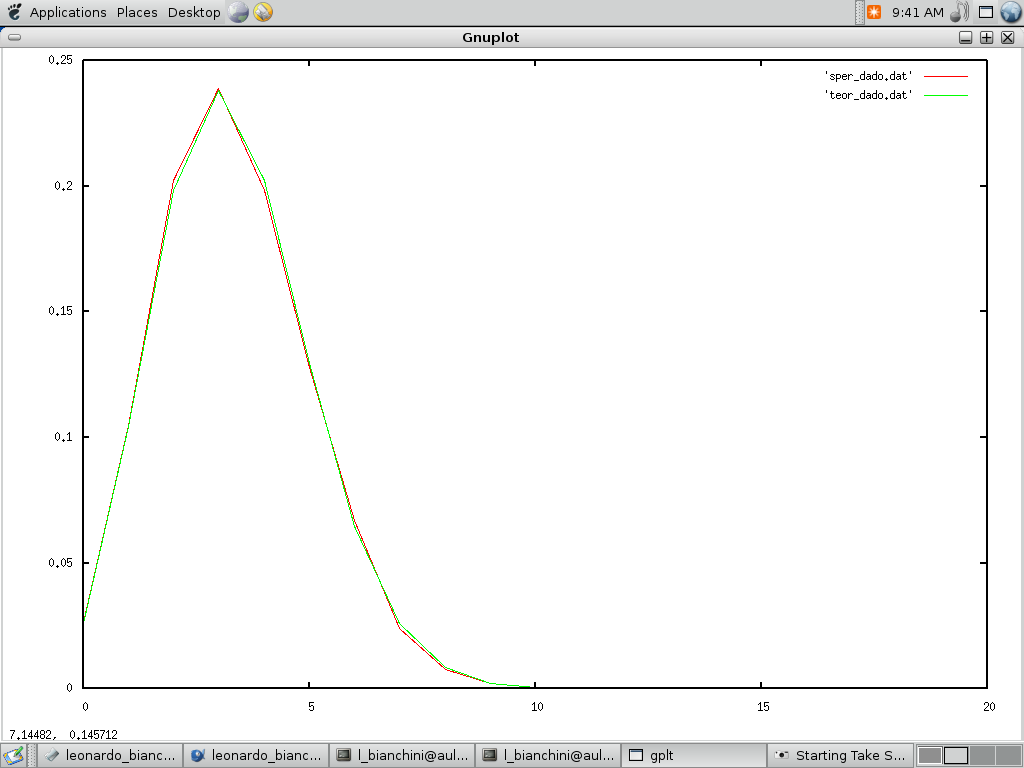 Applications Places Desktop 9:41 AM
Gnuplot
0.25
'sper_dado.dat'
'teor_dado.dat'
0.2
0.15
0.1
0.05
0
0 5 10 15 20
7.14482, 0.145712
leonardo_bianc... leonardo_bianc... l_bianchini@aul... l_bianchini@aul... gplt Starting Take S...